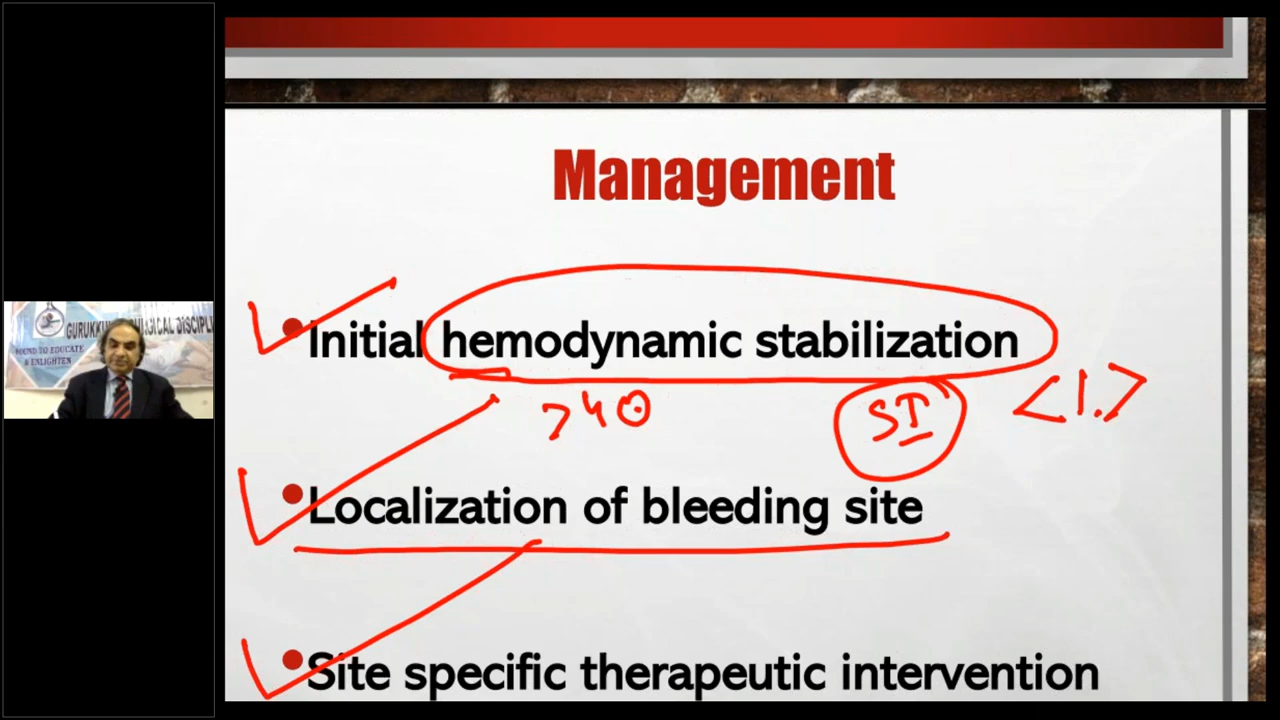 Management
Initial hemodynamic stabilization
>40
SI
<1.>
Localization of bleeding site
Site specific therapeutic intervention
BOUND TO EDUCATE
& ENLIGHTEN